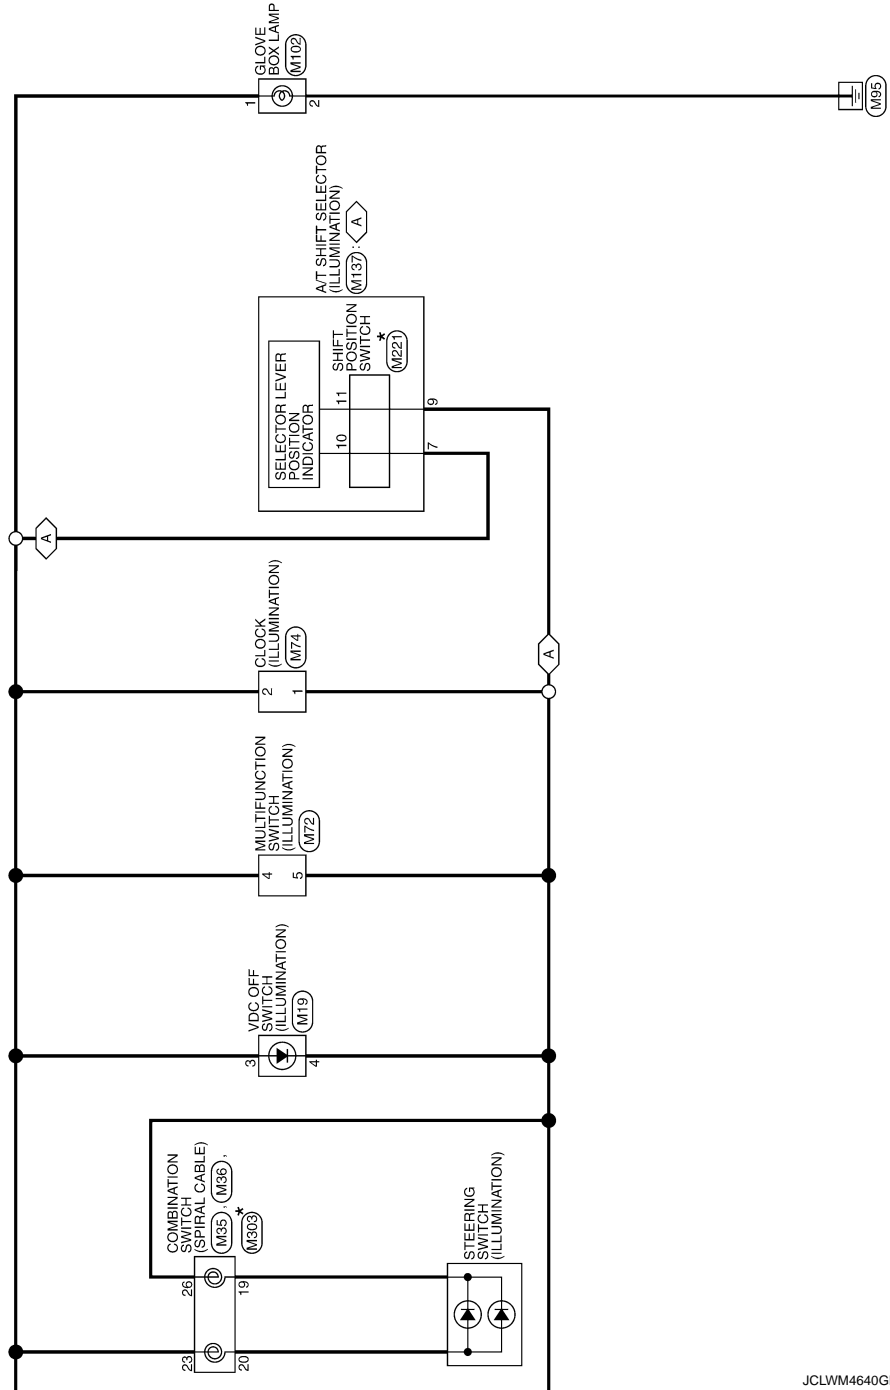 GLOVE
BOX LAMP
M102
1
2
M95
A/T SHIFT SELECTOR
(ILLUMINATION)
M137 : A
SELECTOR LEVER
POSITION
INDICATOR
SHIFT
POSITION
SWITCH
*
M221
11
10
9
7
A
CLOCK
(ILLUMINATION)
M74
2
1
A
MULTIFUNCTION
SWITCH
(ILLUMINATION)
M72
4
5
VDC OFF
SWITCH
(ILLUMINATION)
M19
3
4
COMBINATION
SWITCH
(SPIRAL CABLE)
M35 , M36 ,
*
M303
26
19
23
20
STEERING
SWITCH
(ILLUMINATION)
JCLWM4640G